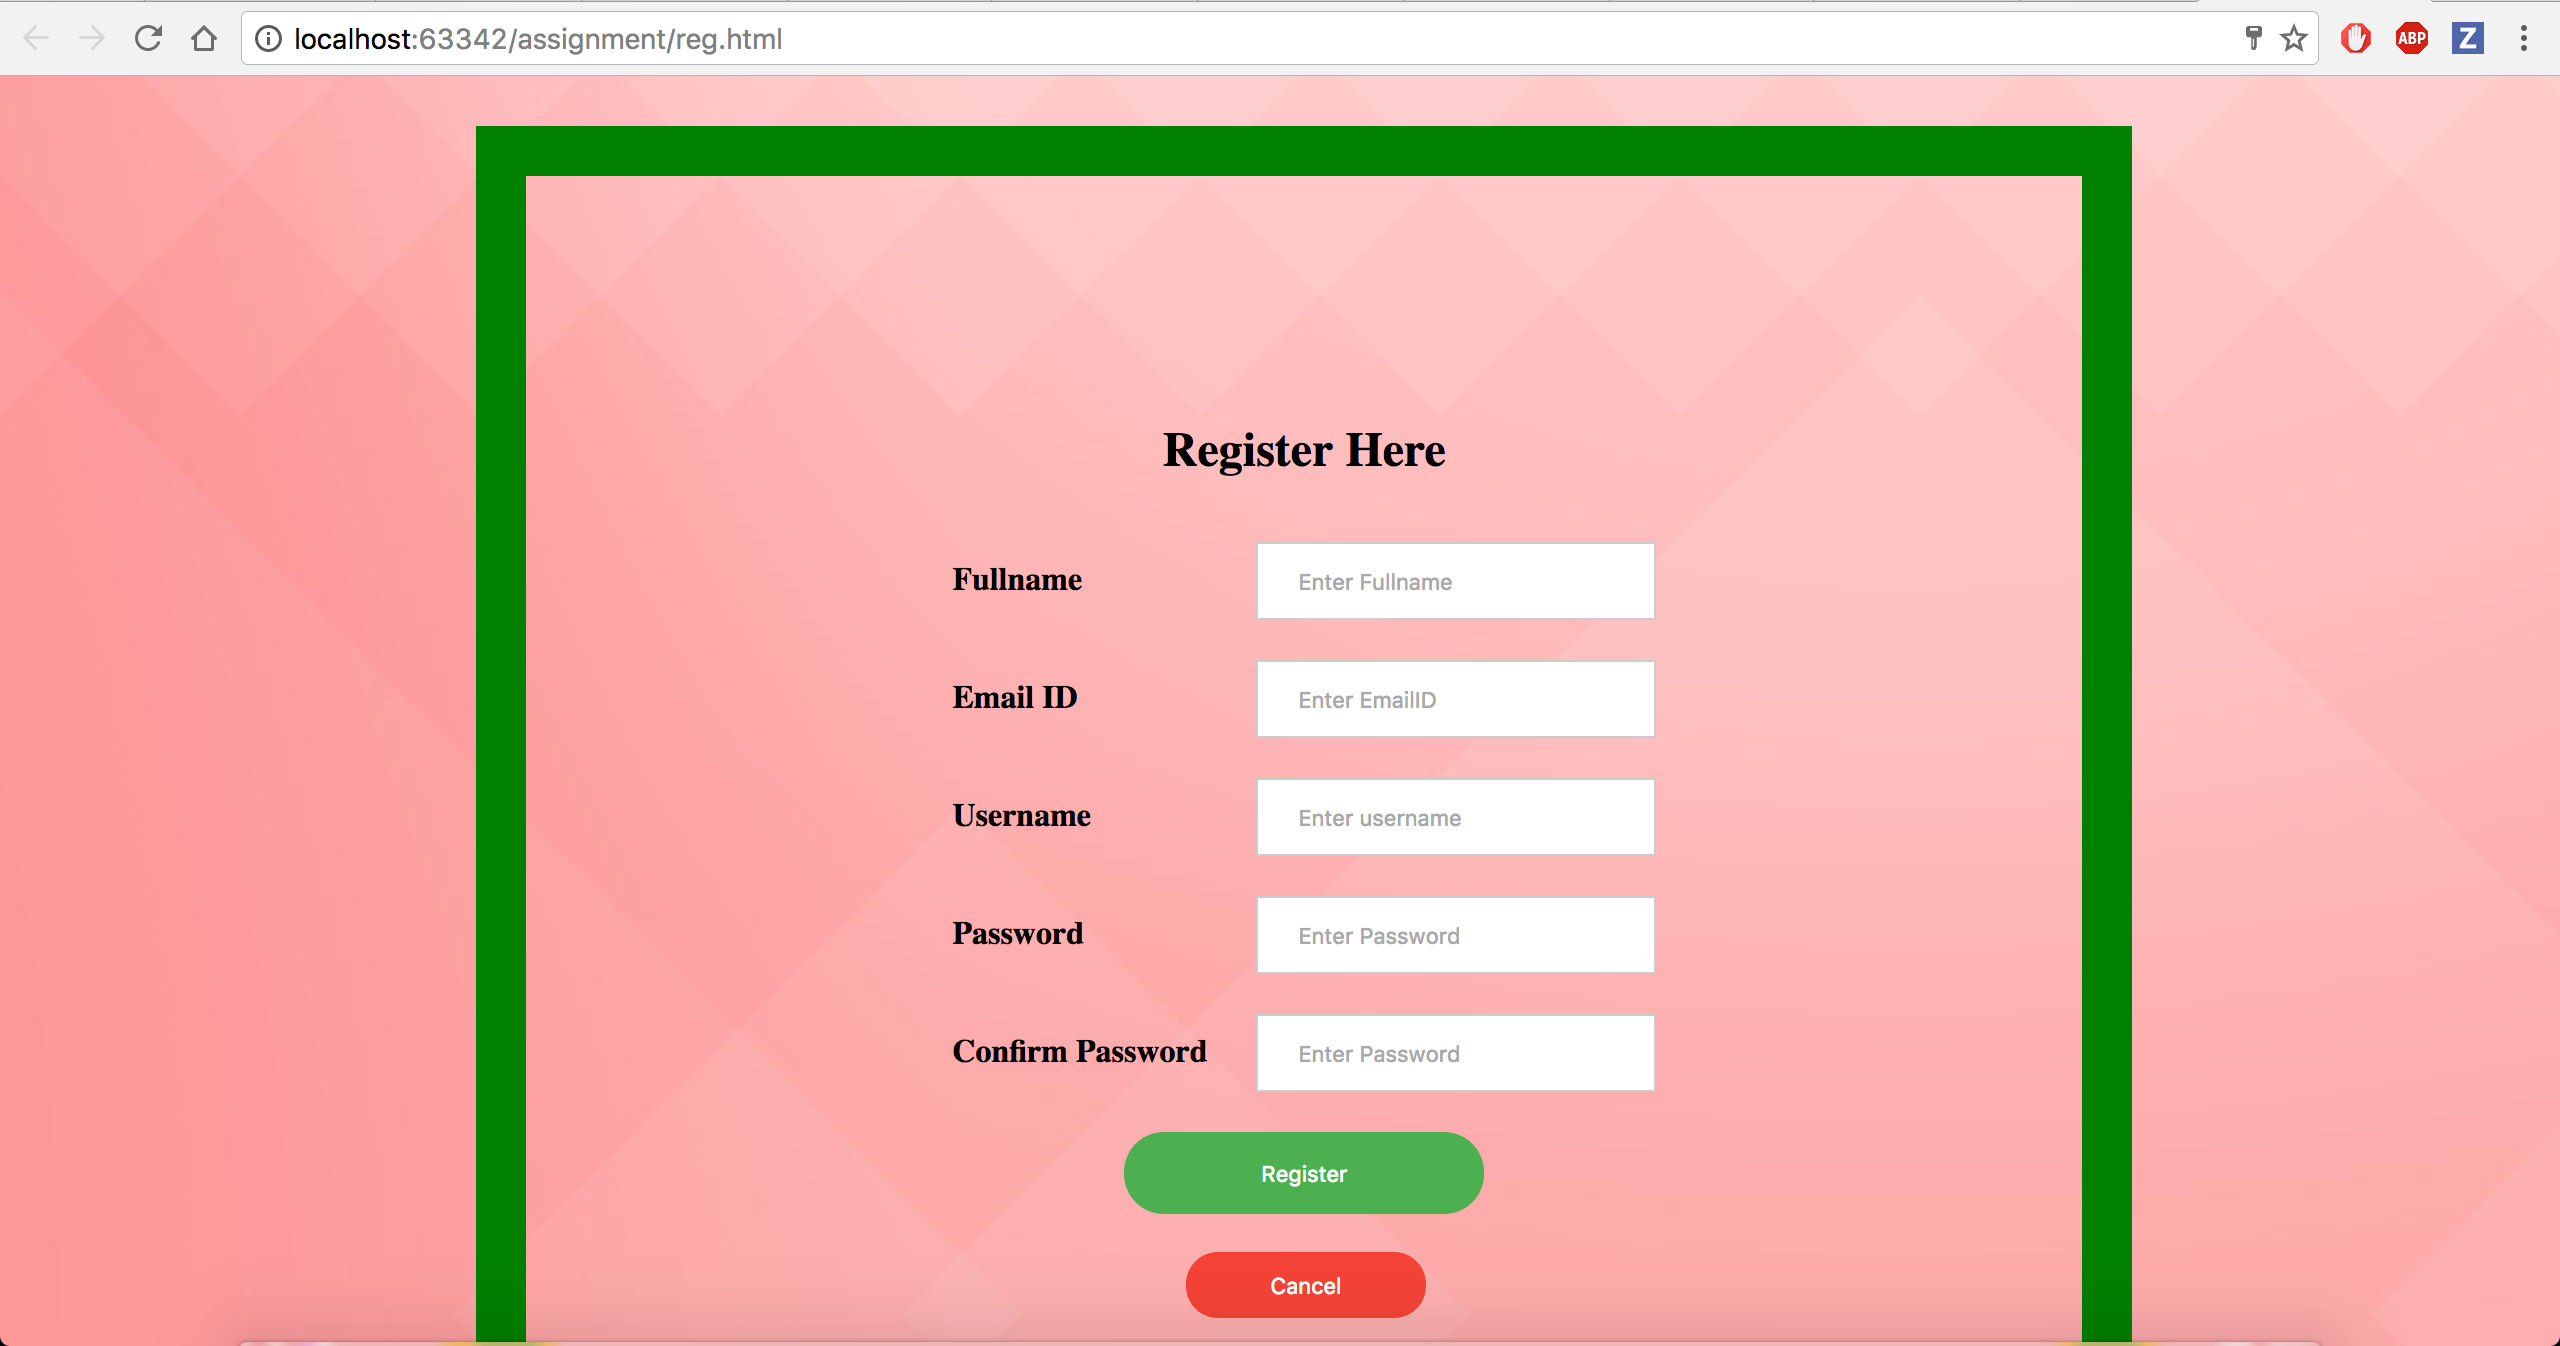 localhost:63342/assignment/reg.html
ABP
Z
Register Here
Fullname Enter Fullname
Email ID Enter EmailID
Username Enter username
Password Enter Password
Confirm Password Enter Password
Register
Cancel